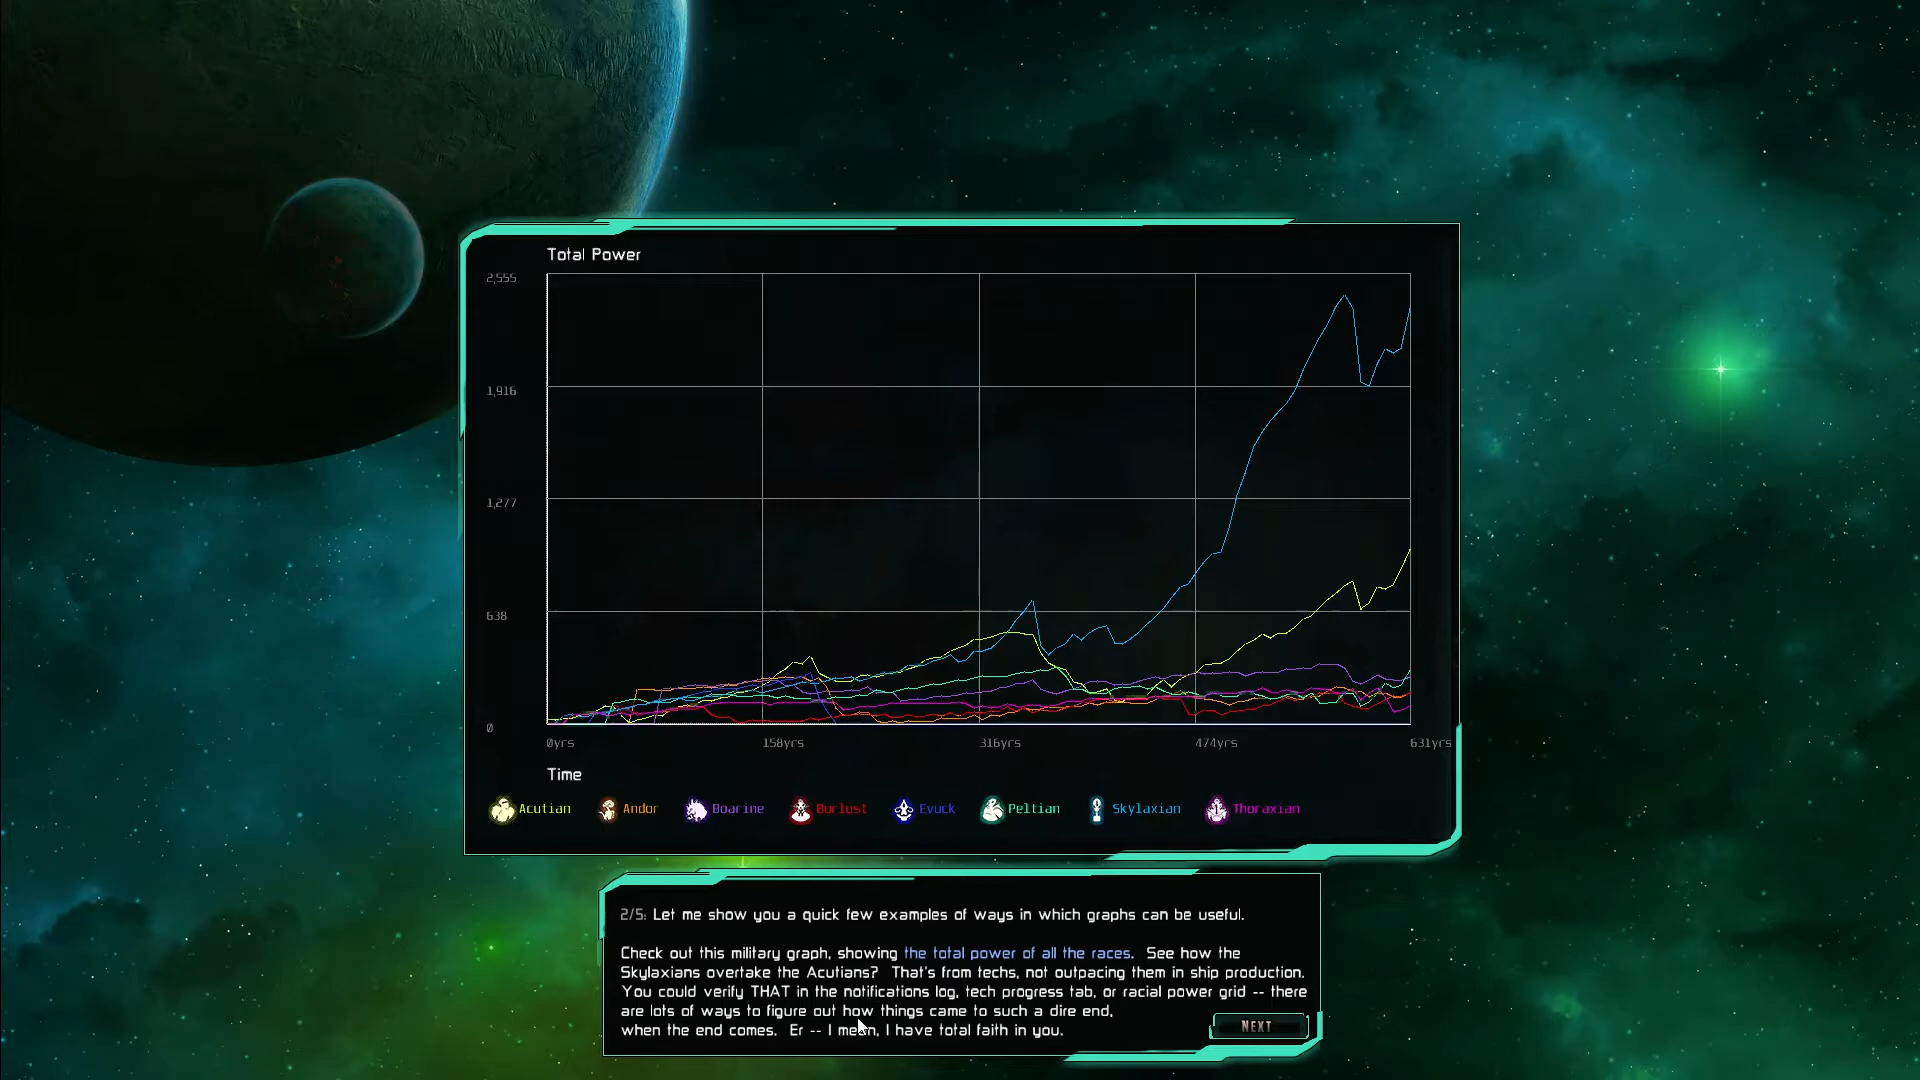 Total Power
2,555
1,916
1,277
638
0
0yrs 158yrs 316yrs 474yrs 631yrs
Time
Acutian Andor Boarine Burlust Evuck Peltian Skylaxian Thoraxian
2/5: Let me show you a quick few examples of ways in which graphs can be useful.
Check out this military graph, showing the total power of all the races. See how the
Skylaxians overtake the Acutians? That's from techs, not outpacing them in ship production.
You could verify THAT in the notifications log, tech progress tab, or racial power grid -- there
are lots of ways to figure out how things came to such a dire end,
when the end comes. Er -- I mean, I have total faith in you.
NEXT